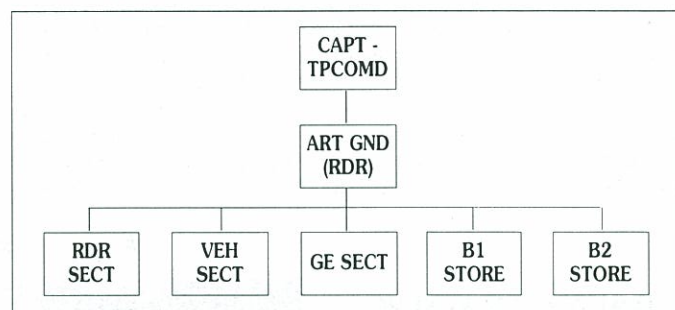 CAPT -
TPCOMD
ART GND
(RDR)
RDR
SECT
VEH
SECT
GE SECT
B1
STORE
B2
STORE